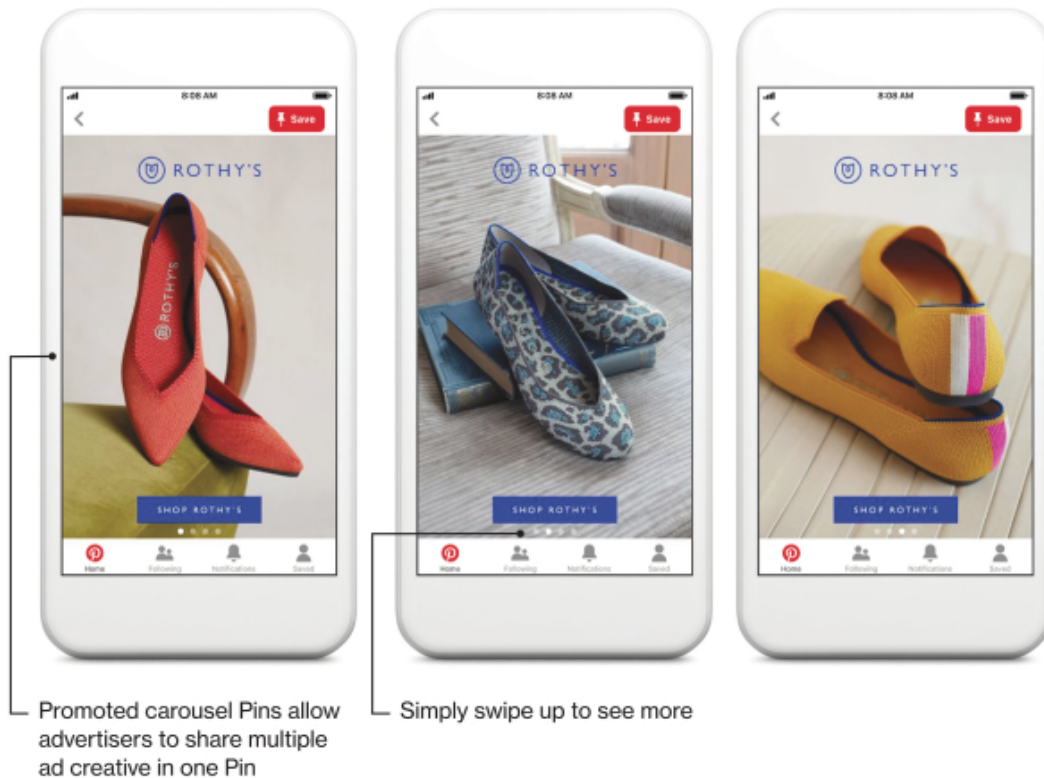 8:08 AM
Save
ROTHY'S
ROTHY'S
SHOP ROTHY'S
Home
Following
Notifications
Saved
8:08 AM
Save
ROTHY'S
SHOP ROTHY'S
Home
Following
Notifications
Saved
8:08 AM
Save
ROTHY'S
SHOP ROTHY'S
Home
Following
Notifications
Saved
Promoted carousel Pins allow
advertisers to share multiple
ad creative in one Pin
Simply swipe up to see more